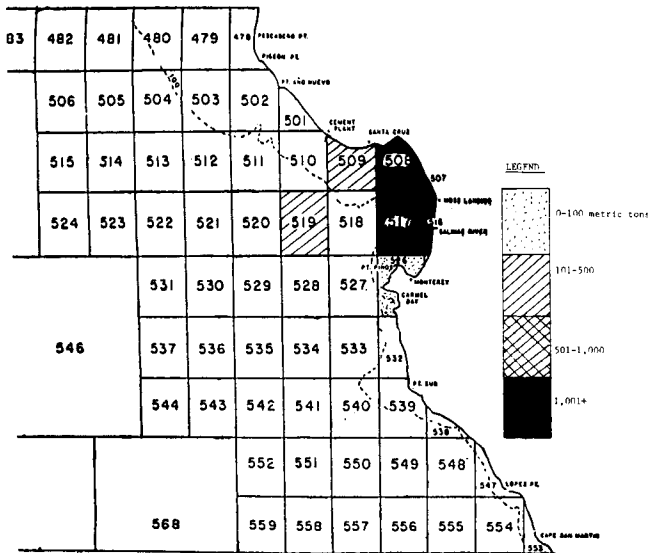 83 482 481 480 479 478 PESCADERO PT.
PIGEON PT.
100
PT. AÑO NUEVO
506 505 504 503 502
501
CEMENT PLANT
SANTA CRUZ
515 514 513 512 511 510 509 508
507
MOSS LANDING
524 523 522 521 520 519 518 517 516
SALINAS RIVER
PT. PINOS 526
MONTEREY
531 530 529 528 527
CARMEL BAY
546 537 536 535 534 533
532
PT. SUR
544 543 542 541 540 539
538
552 551 550 549 548
547 LOPEZ PT.
568 559 558 557 556 555 554
CAPE SAN MARTIN
553
LEGEND
0-100 metric tons
101-500
501-1,000
1,001+